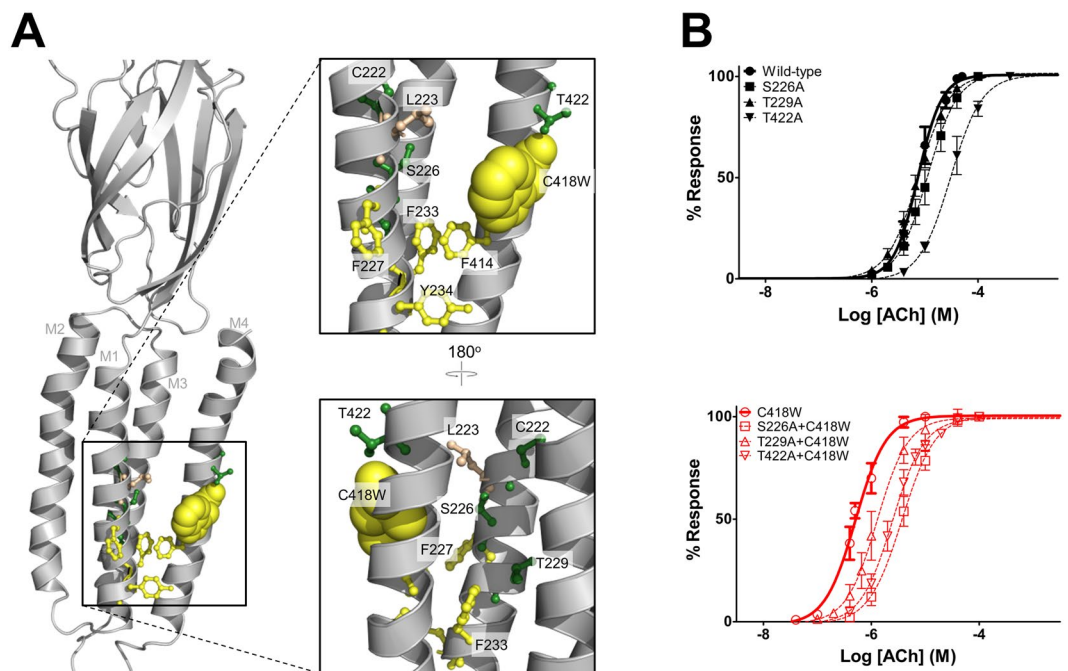 A
C222
L223
T422
S226
C418W
F233
F227
F414
Y234
M2
M1
M3
M4
180º
T422
L223
C222
C418W
S226
F227
T229
F233
B
Wild-type
S226A
T229A
T422A
100
50
0
% Response
-8
-6
-4
Log [ACh] (M)
C418W
S226A+C418W
T229A+C418W
T422A+C418W
100
50
0
% Response
-8
-6
-4
Log [ACh] (M)